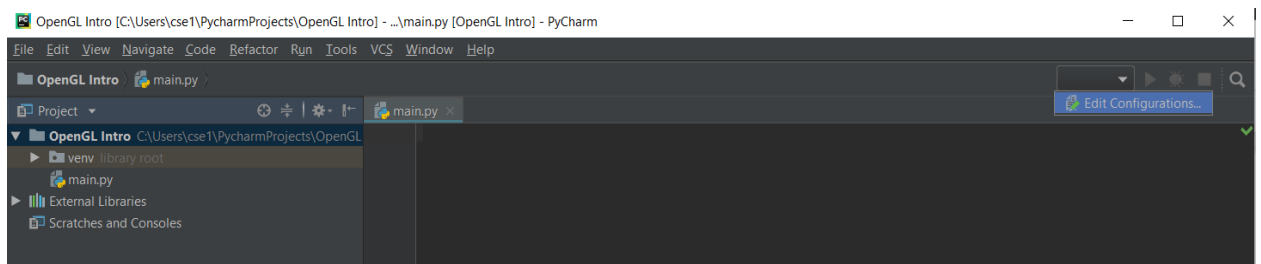 OpenGL Intro [C:\Users\cse1\PycharmProjects\OpenGL Intro] - ...\main.py [OpenGL Intro] - PyCharm
File Edit View Navigate Code Refactor Run Tools VCS Window Help
OpenGL Intro main.py
Project main.py Edit Configurations...
OpenGL Intro C:\Users\cse1\PycharmProjects\OpenGL
venv library root
main.py
External Libraries
Scratches and Consoles